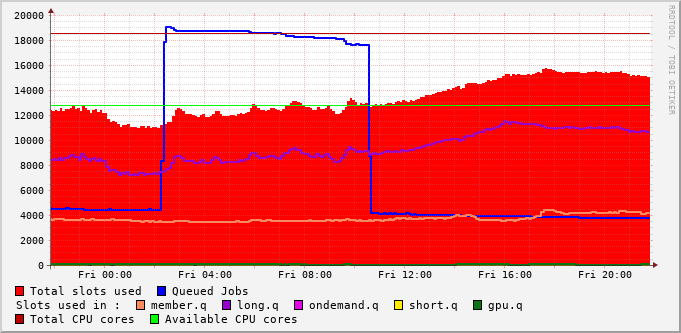 20000
18000
16000
14000
12000
10000
8000
6000
4000
2000
0
Fri 00:00 Fri 04:00 Fri 08:00 Fri 12:00 Fri 16:00 Fri 20:00
Total slots used Queued Jobs
Slots used in : member.q long.q ondemand.q short.q gpu.q
Total CPU cores Available CPU cores
RRDTOOL / TOBI OETIKER